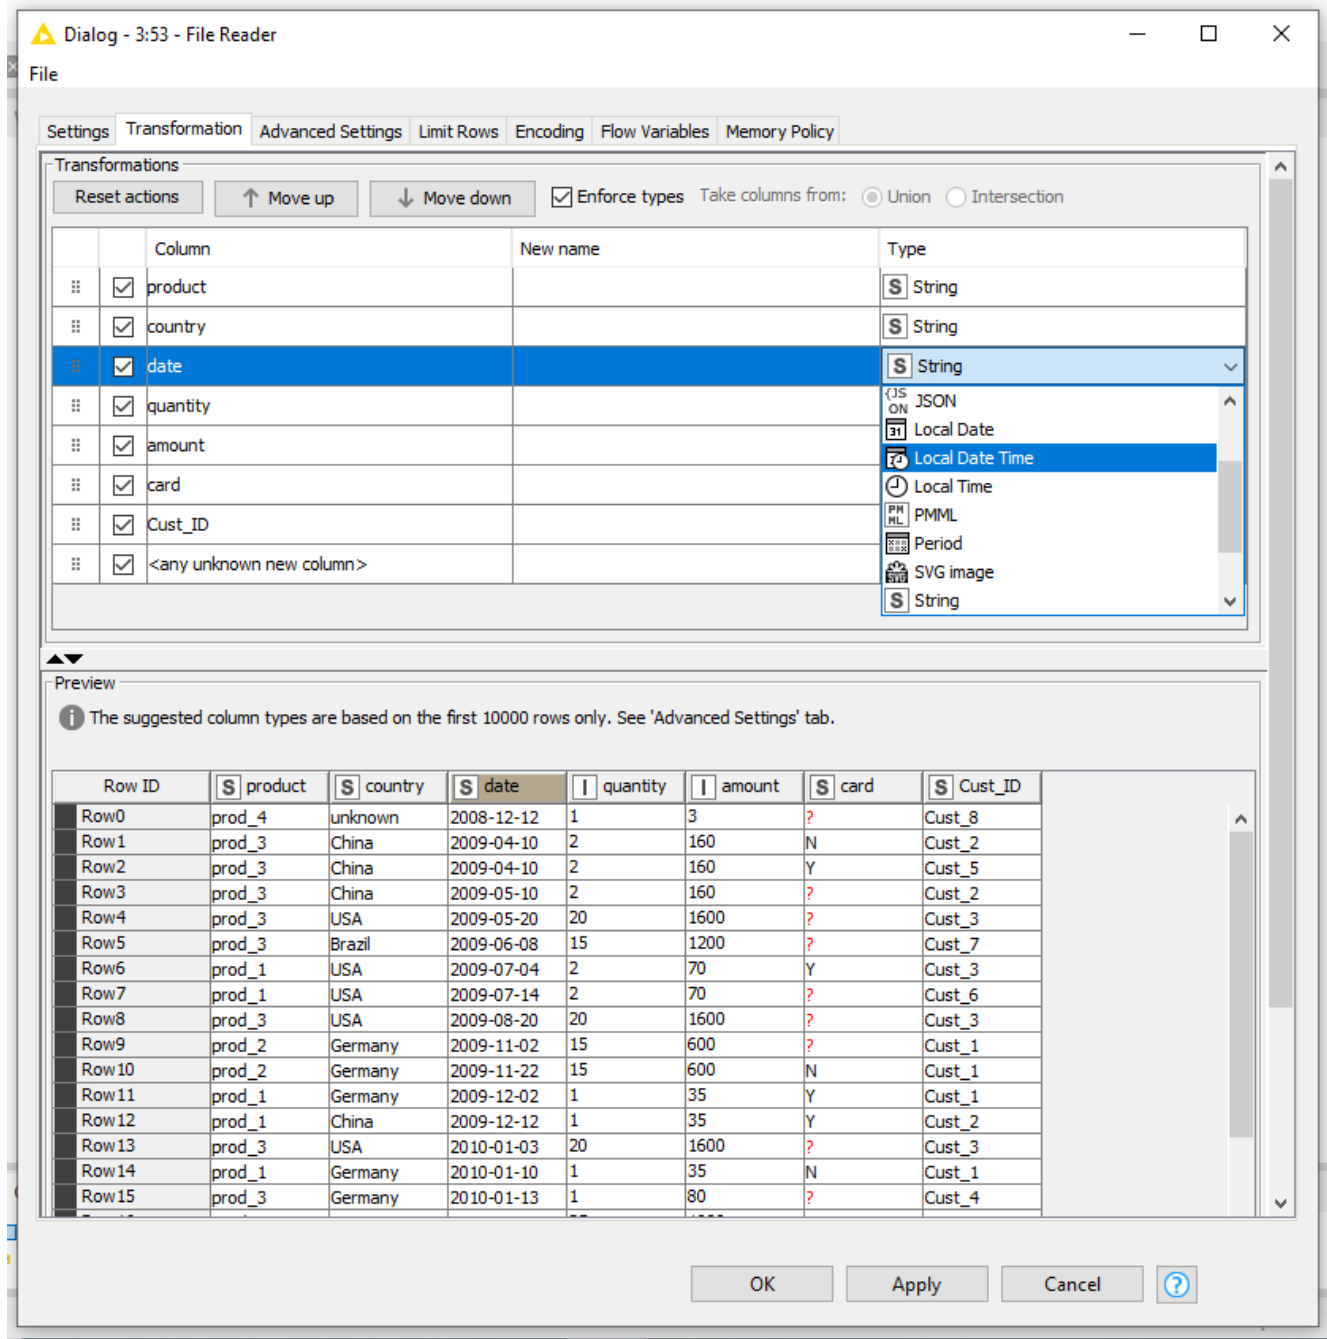 Dialog - 3:53 - File Reader
File
Settings Transformation Advanced Settings Limit Rows Encoding Flow Variables Memory Policy
Transformations
Reset actions Move up Move down Enforce types Take columns from: Union Intersection
Column New name Type
product S String
country S String
date S String
quantity {JS ON JSON
31 Local Date
amount Local Date Time
card Local Time
PM ML PMML
Cust_ID
Period
<any unknown new column> SVG SVG image
S String
Preview
The suggested column types are based on the first 10000 rows only. See 'Advanced Settings' tab.
Row ID S product S country S date I quantity I amount S card S Cust_ID
Row0 prod_4 unknown 2008-12-12 1 3 ? Cust_8
Row1 prod_3 China 2009-04-10 2 160 N Cust_2
Row2 prod_3 China 2009-04-10 2 160 Y Cust_5
Row3 prod_3 China 2009-05-10 2 160 ? Cust_2
Row4 prod_3 USA 2009-05-20 20 1600 ? Cust_3
Row5 prod_3 Brazil 2009-06-08 15 1200 ? Cust_7
Row6 prod_1 USA 2009-07-04 2 70 Y Cust_3
Row7 prod_1 USA 2009-07-14 2 70 ? Cust_6
Row8 prod_3 USA 2009-08-20 20 1600 ? Cust_3
Row9 prod_2 Germany 2009-11-02 15 600 ? Cust_1
Row10 prod_2 Germany 2009-11-22 15 600 N Cust_1
Row11 prod_1 Germany 2009-12-02 1 35 Y Cust_1
Row12 prod_1 China 2009-12-12 1 35 Y Cust_2
Row13 prod_3 USA 2010-01-03 20 1600 ? Cust_3
Row14 prod_1 Germany 2010-01-10 1 35 N Cust_1
Row15 prod_3 Germany 2010-01-13 1 80 ? Cust_4
OK Apply Cancel ?